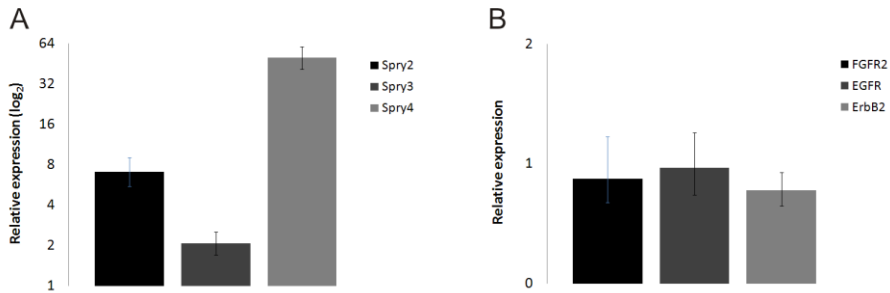 A
Relative expression (log2)
64
32
16
8
4
2
1
Spry2
Spry3
Spry4
B
Relative expression
2
1
0
FGFR2
EGFR
ErbB2